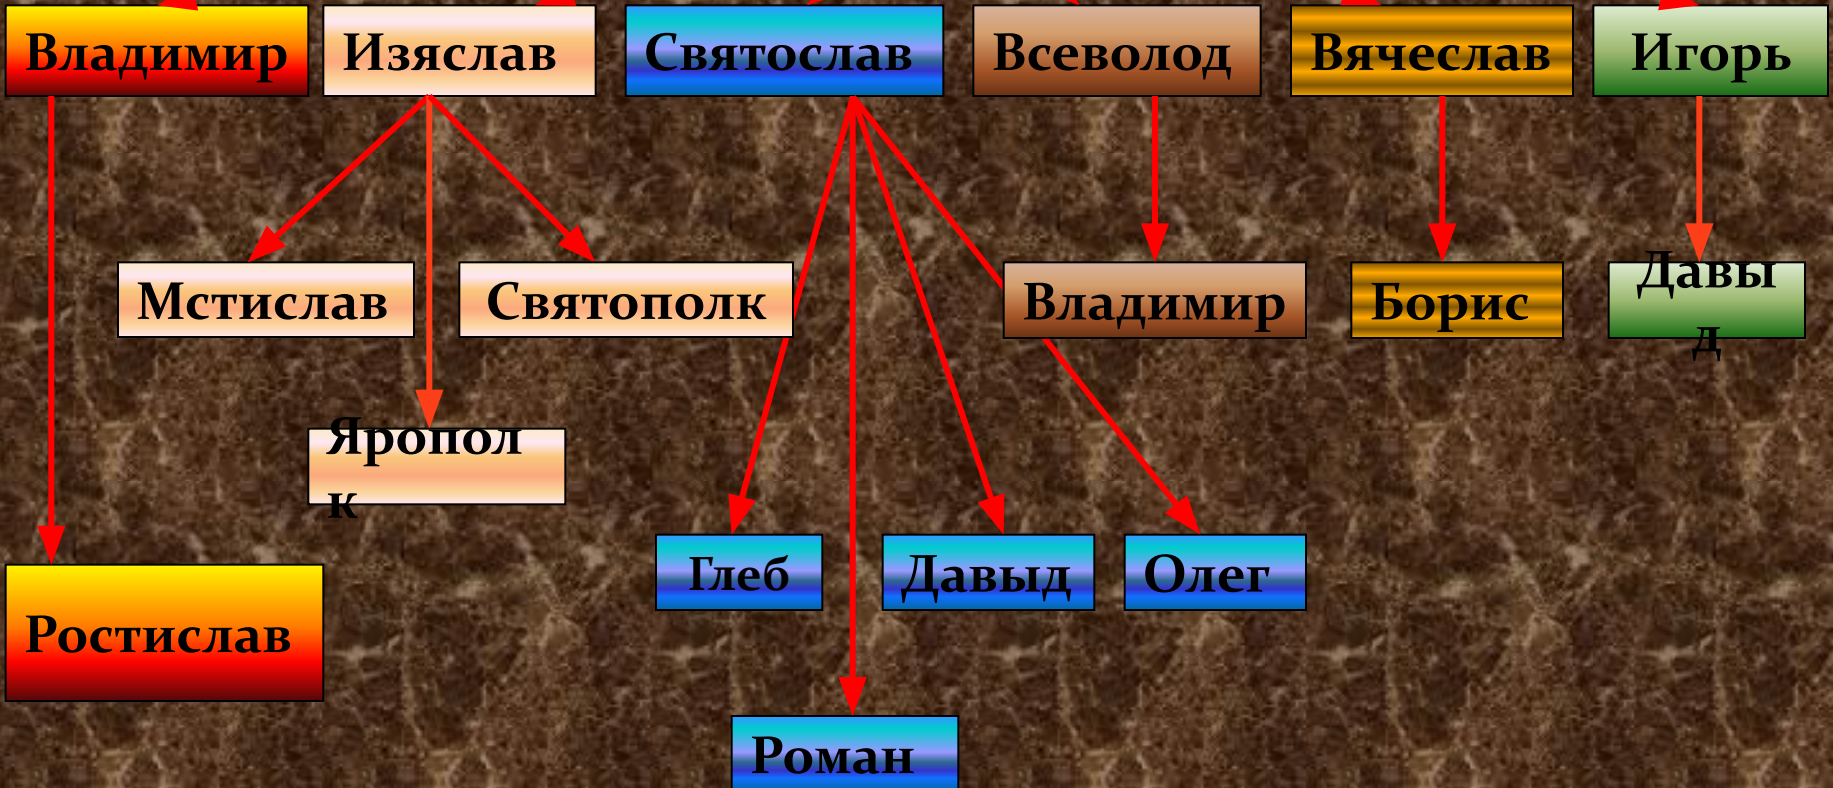 Владимир
Изяслав
Святослав
Всеволод
Вячеслав
Игорь
Мстислав
Святополк
Владимир
Борис
Давы
д
Яропол
к
Глеб
Давыд
Олег
Ростислав
Роман